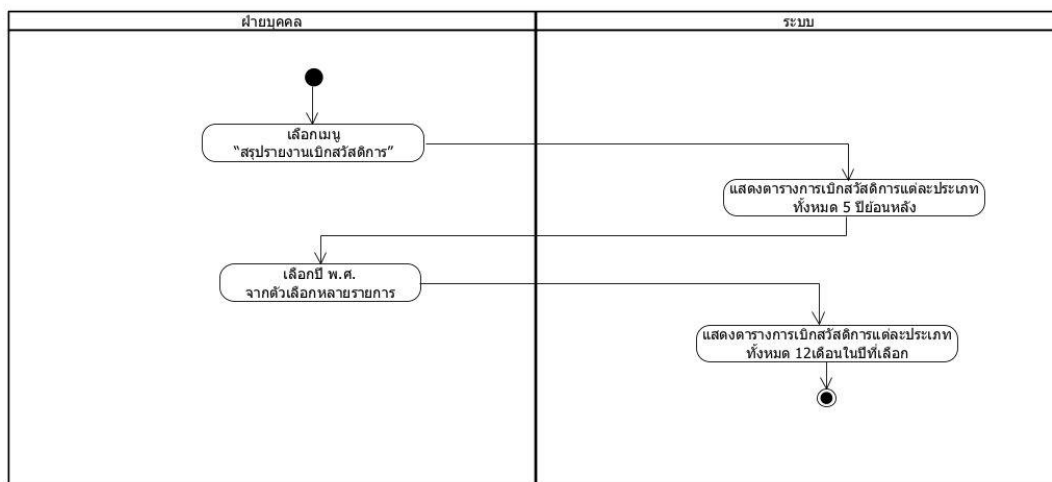 ฝ่ายบุคคล
ระบบ
เลือกเมนู
“สรุปรายงานเบิกสวัสดิการ”
แสดงตารางการเบิกสวัสดิการแต่ละประเภท
ทั้งหมด 5 ปีย้อนหลัง
เลือกปี พ.ศ.
จากตัวเลือกหลายรายการ
แสดงตารางการเบิกสวัสดิการแต่ละประเภท
ทั้งหมด 12เดือนในปีที่เลือก